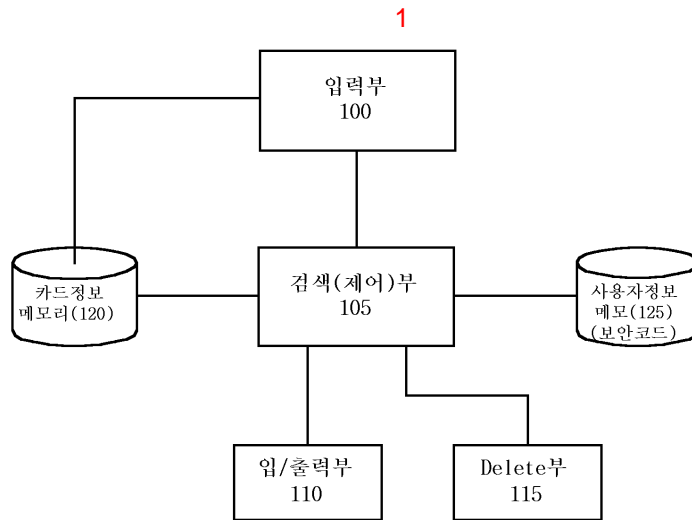 1
입력부
100
검색(제어)부
105
카드정보
메모리(120)
사용자정보
메모(125)
(보안코드)
입/출력부
110
Delete부
115